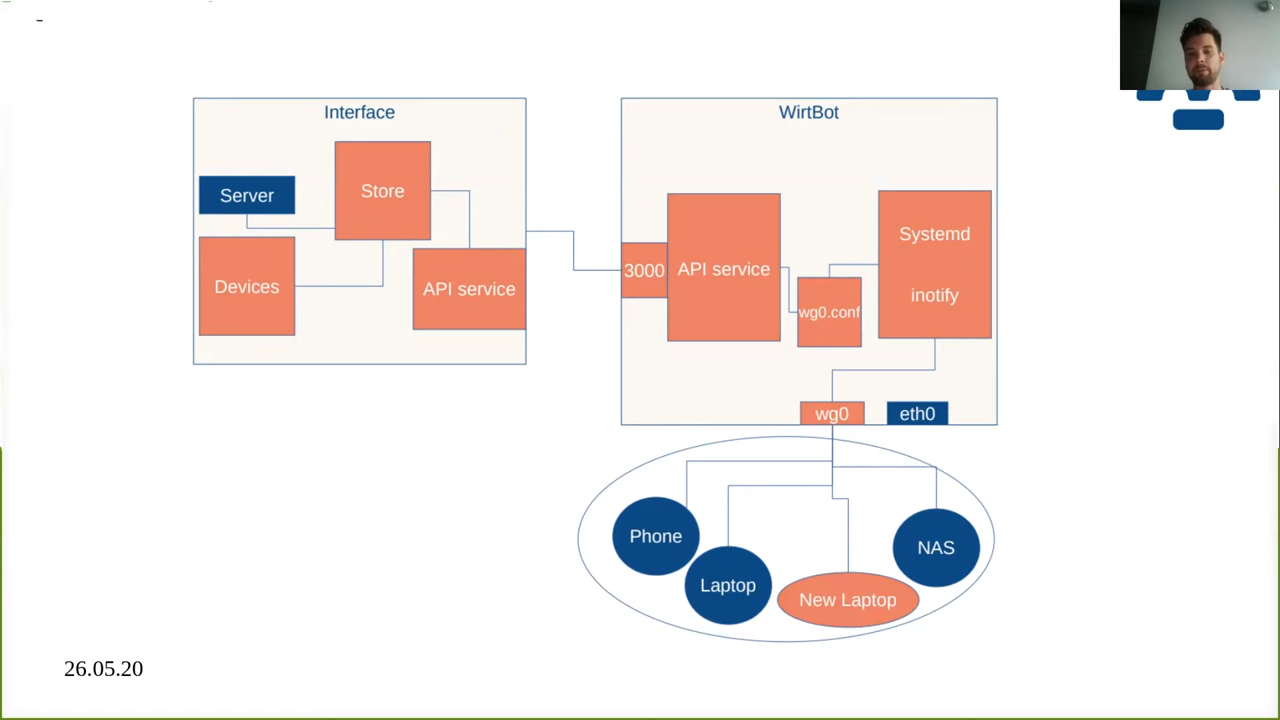 Interface
Server
Store
Devices
API service
WirtBot
3000
API service
wg0.conf
Systemd
inotify
wg0
eth0
Phone
Laptop
New Laptop
NAS
26.05.20